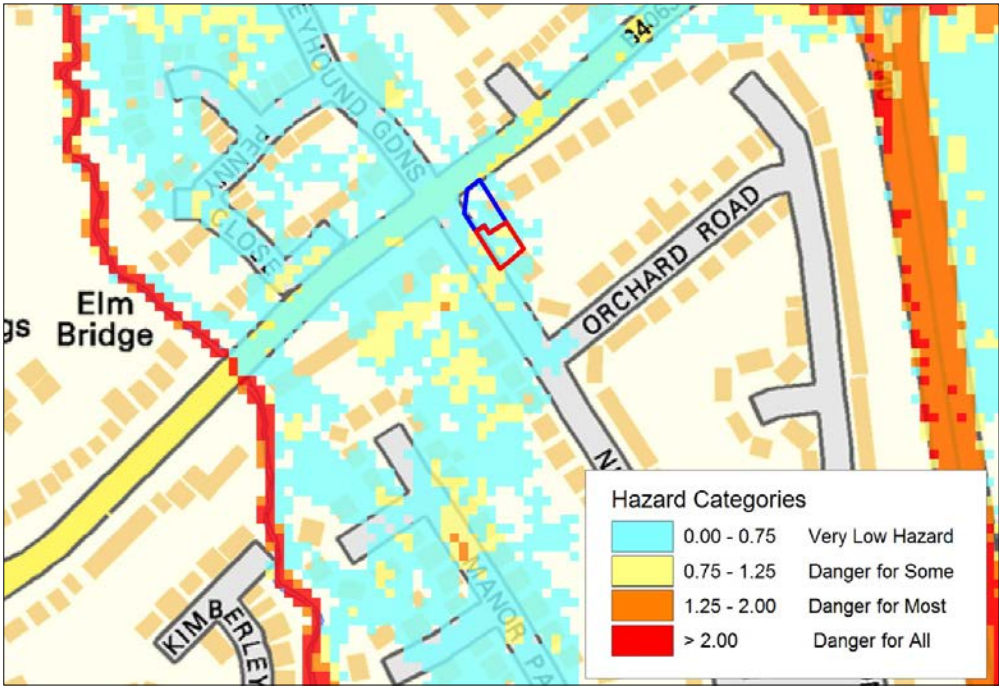 EYHOUND GDNS
PENNY
CLOSE
ORCHARD ROAD
Elm
Bridge
gs
KIMBERLEY
MANOR PA
Hazard Categories
0.00 - 0.75 Very Low Hazard
0.75 - 1.25 Danger for Some
1.25 - 2.00 Danger for Most
> 2.00 Danger for All